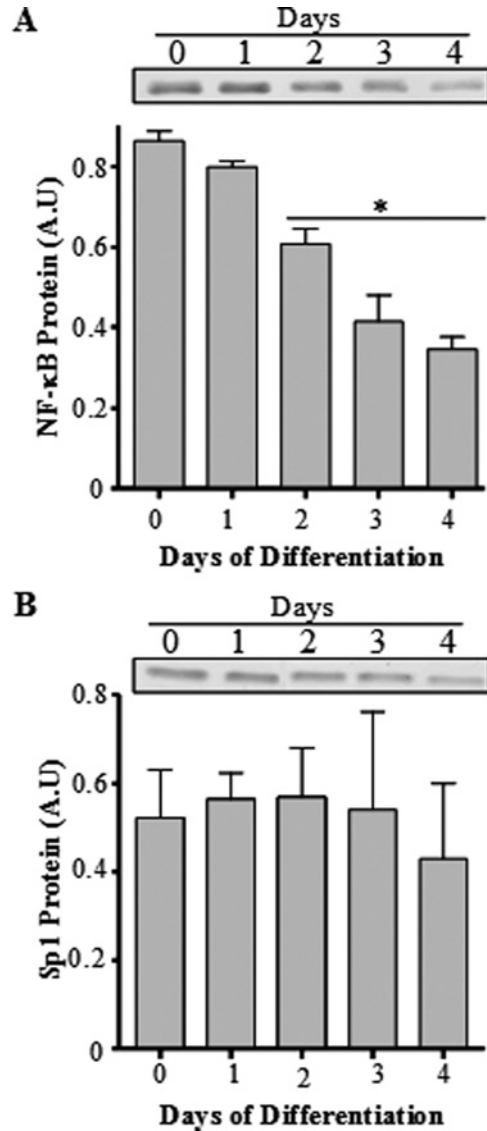 A
Days
0 1 2 3 4
NF-κB Protein (A.U)
0.8
0.6
0.4
0.2
0
*
0 1 2 3 4
Days of Differentiation
B
Days
0 1 2 3 4
Sp1 Protein (A.U)
0.8
0.6
0.4
0.2
0
0 1 2 3 4
Days of Differentiation